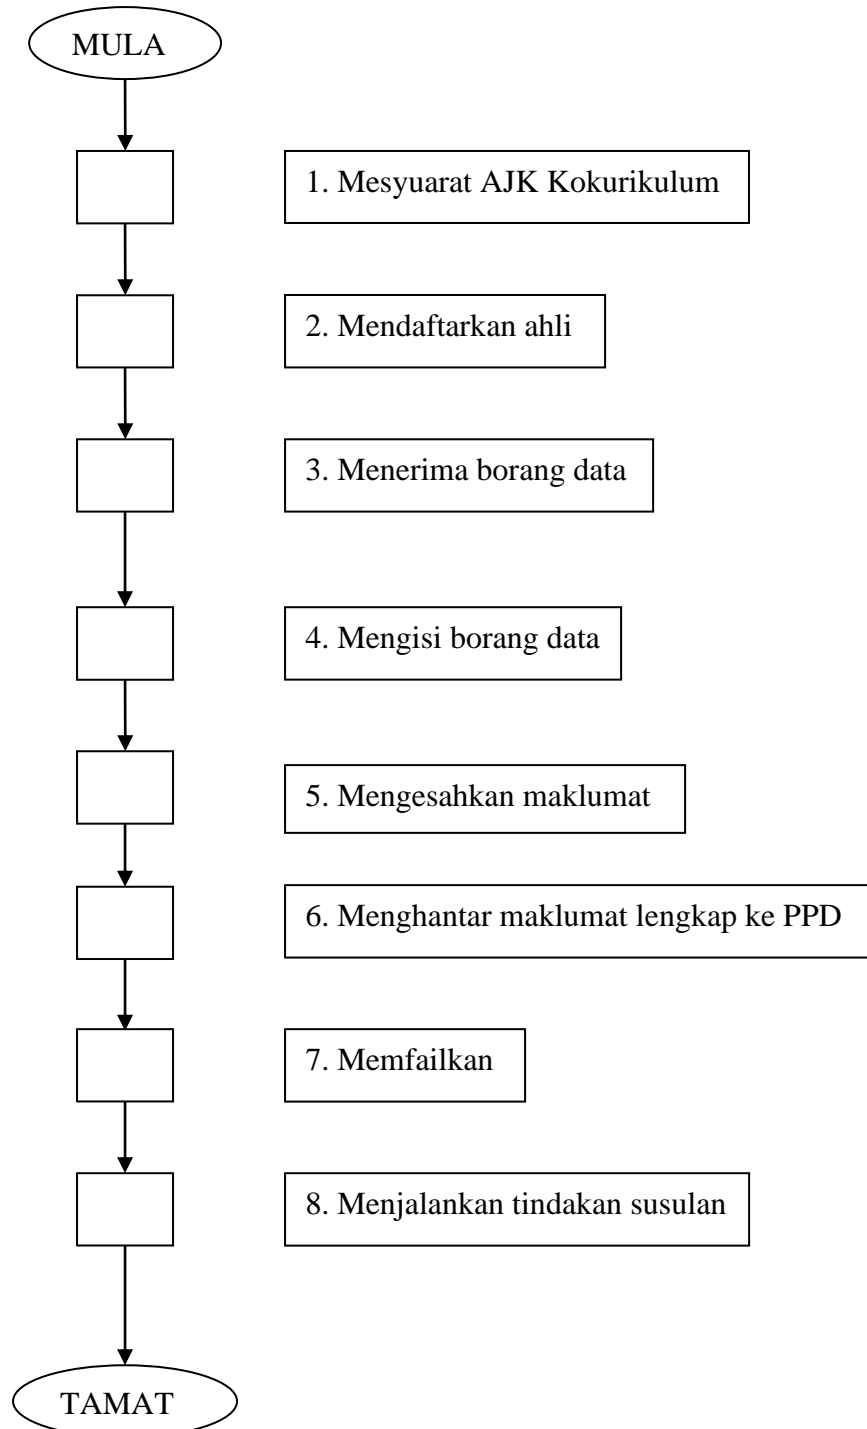 MULA
1. Mesyuarat AJK Kokurikulum
2. Mendaftarkan ahli
3. Menerima borang data
4. Mengisi borang data
5. Mengesahkan maklumat
6. Menghantar maklumat lengkap ke PPD
7. Memfailkan
8. Menjalankan tindakan susulan
TAMAT